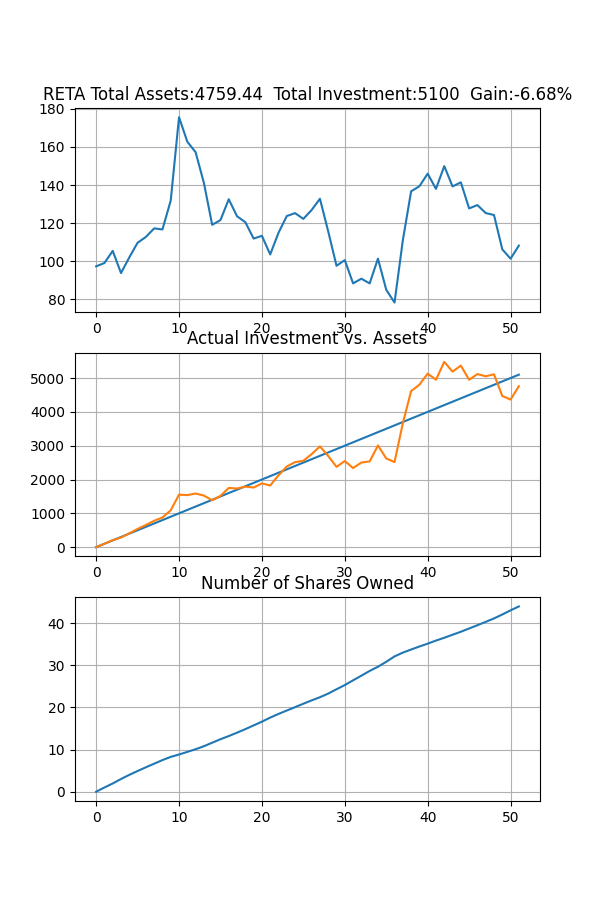 RETA Total Assets:4759.44  Total Investment:5100  Gain:-6.68%
180
160
140
120
100
80
0 10 20 30 40 50
Actual Investment vs. Assets
5000
4000
3000
2000
1000
0
0 10 20 30 40 50
Number of Shares Owned
40
30
20
10
0
0 10 20 30 40 50